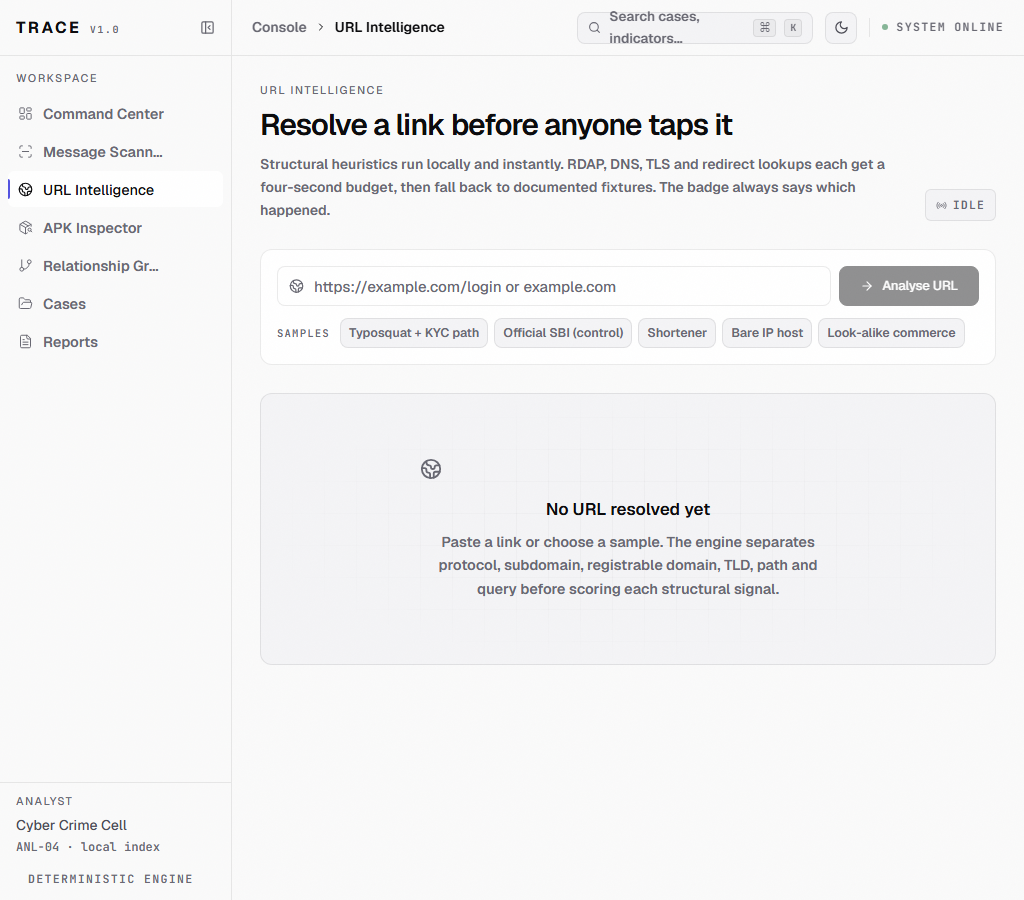 TRACE V1.0
Console > URL Intelligence
Search cases,
indicators...
⌘ K
SYSTEM ONLINE
WORKSPACE
Command Center
Message Scann...
URL Intelligence
APK Inspector
Relationship Gr...
Cases
Reports
URL INTELLIGENCE
Resolve a link before anyone taps it
Structural heuristics run locally and instantly. RDAP, DNS, TLS and redirect lookups each get a
four-second budget, then fall back to documented fixtures. The badge always says which
happened.
IDLE
https://example.com/login or example.com
Analyse URL
SAMPLES
Typosquat + KYC path
Official SBI (control)
Shortener
Bare IP host
Look-alike commerce
No URL resolved yet
Paste a link or choose a sample. The engine separates
protocol, subdomain, registrable domain, TLD, path and
query before scoring each structural signal.
ANALYST
Cyber Crime Cell
ANL-04 · local index
DETERMINISTIC ENGINE